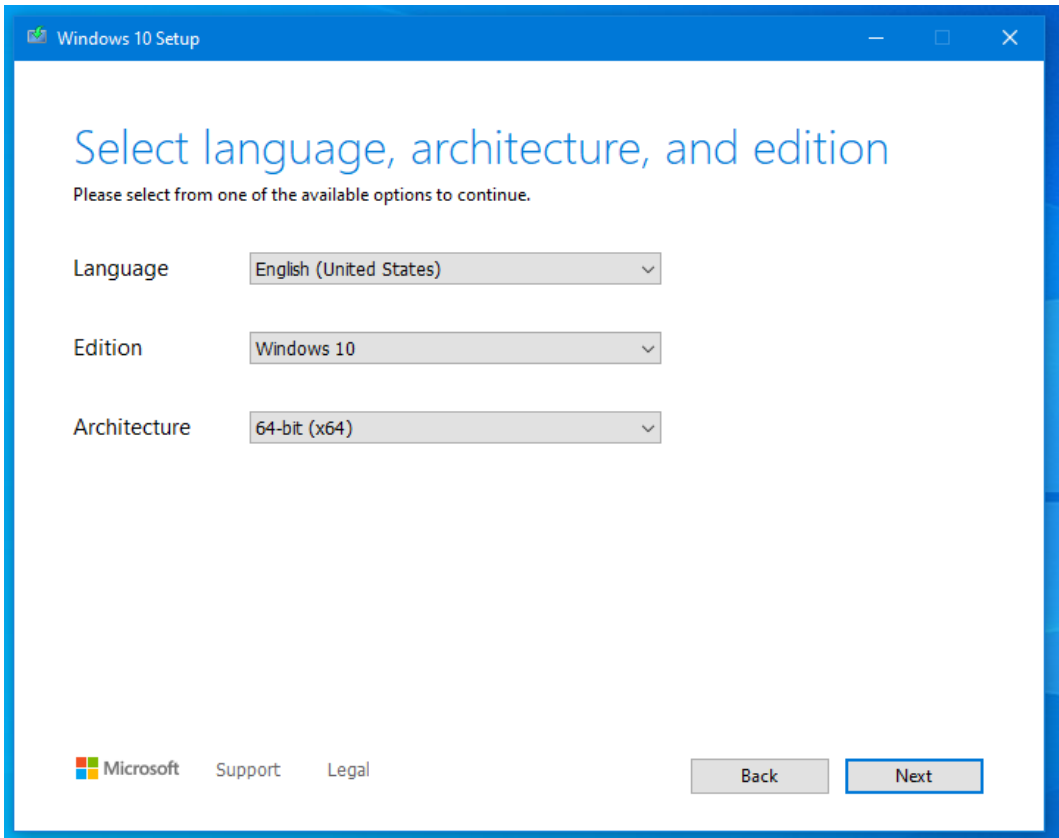 Windows 10 Setup
Select language, architecture, and edition
Please select from one of the available options to continue.
Language English (United States)
Edition Windows 10
Architecture 64-bit (x64)
Microsoft Support Legal Back Next